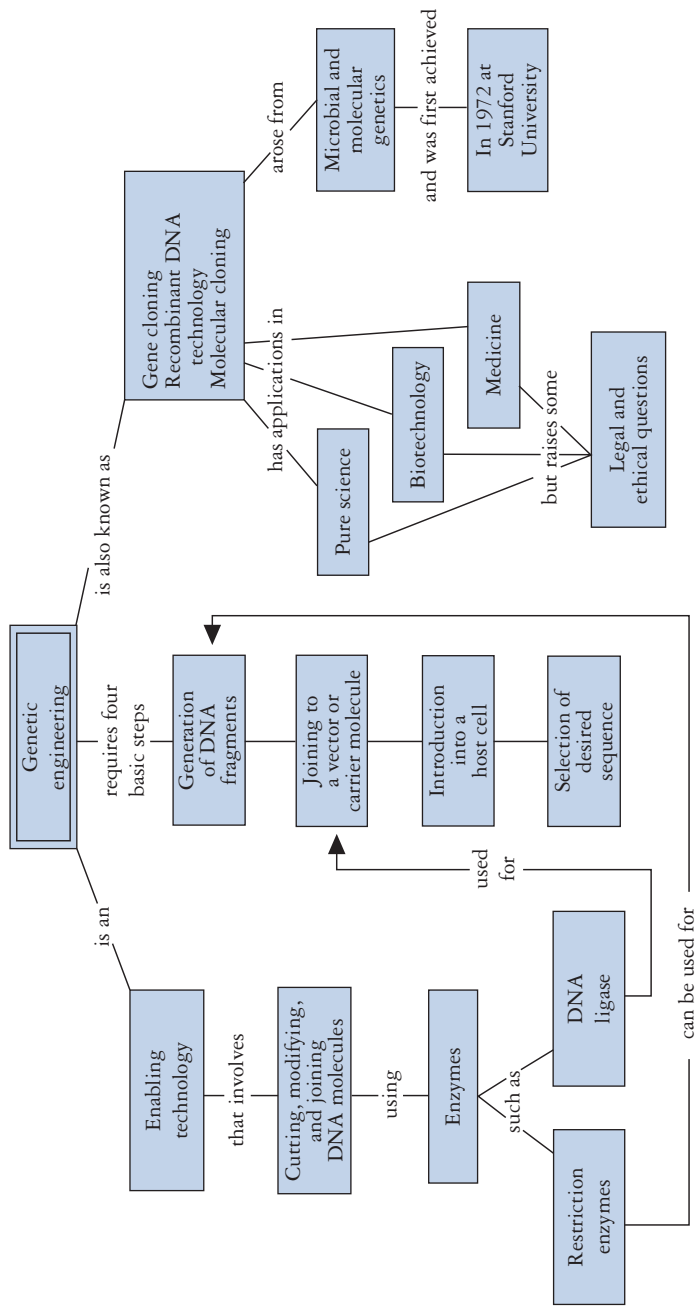 Genetic
engineering
is an
requires four
basic steps
is also known as
Enabling
technology
that involves
Cutting, modifying,
and joining
DNA molecules
using
Enzymes
such as
Restriction
enzymes
DNA
ligase
used
for
can be used for
Generation
of DNA
fragments
Joining to
a vector or
carrier molecule
Introduction
into a
host cell
Selection of
desired
sequence
Gene cloning
Recombinant DNA
technology
Molecular cloning
has applications in
Pure science
Biotechnology
Medicine
but raises some
Legal and
ethical questions
arose from
Microbial and
molecular
genetics
and was first achieved
In 1972 at
Stanford
University